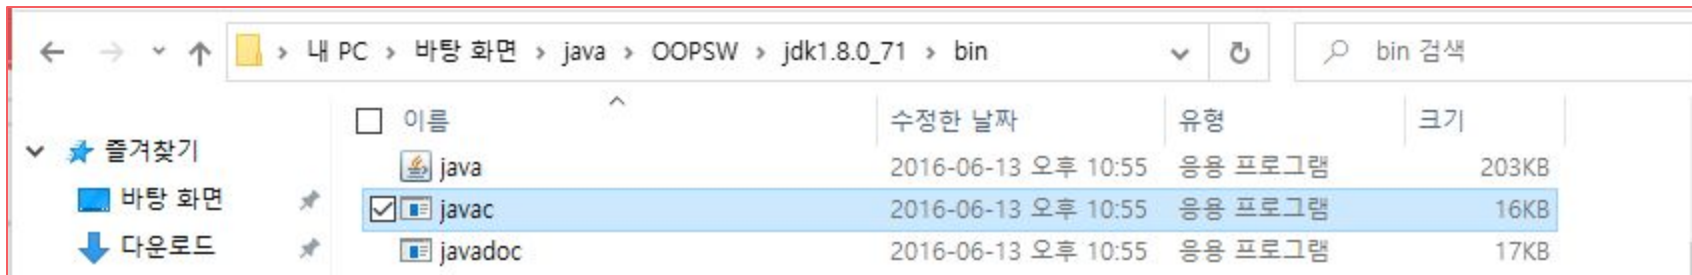 내 PC > 바탕 화면 > java > OOPSW > jdk1.8.0_71 > bin
bin 검색
이름 수정한 날짜 유형 크기
즐겨찾기
바탕 화면
다운로드
java 2016-06-13 오후 10:55 응용 프로그램 203KB
javac 2016-06-13 오후 10:55 응용 프로그램 16KB
javadoc 2016-06-13 오후 10:55 응용 프로그램 17KB